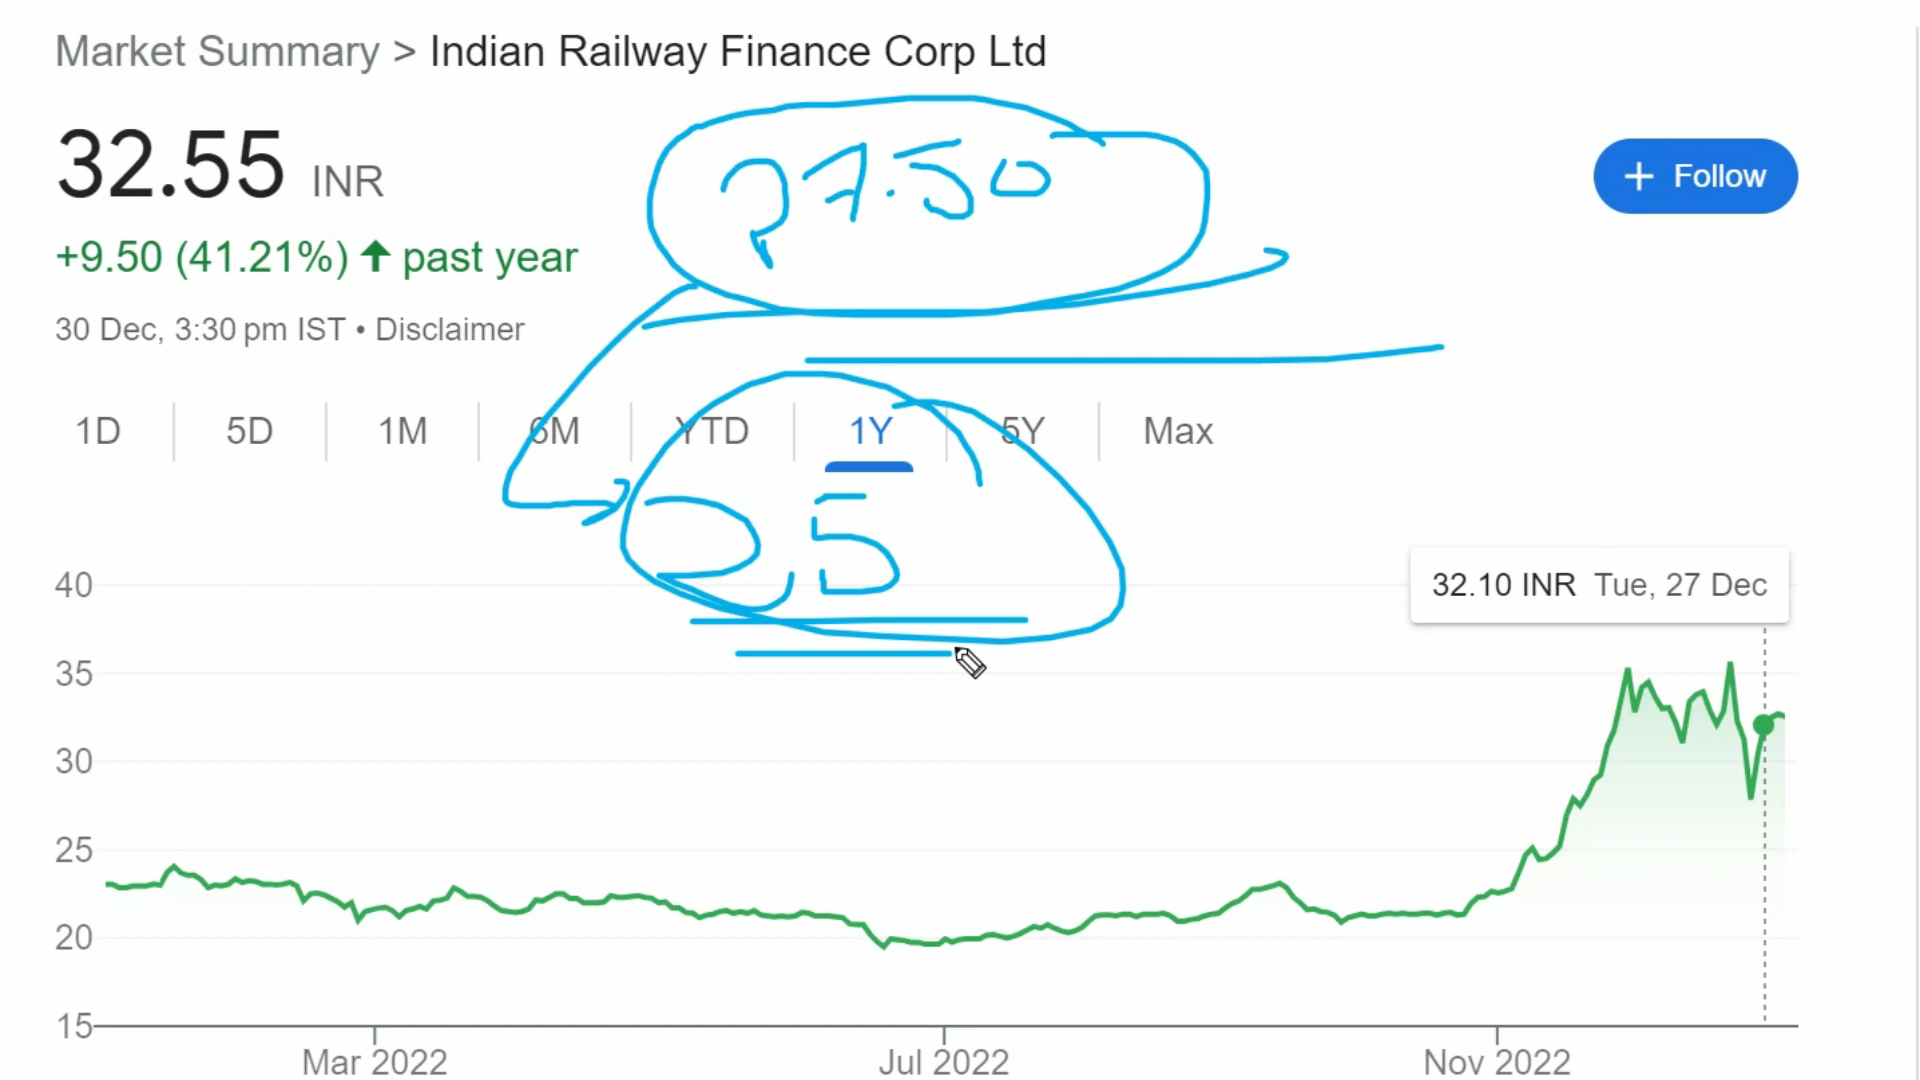 Market Summary > Indian Railway Finance Corp Ltd
32.55 INR
27.50
+ Follow
+9.50 (41.21%) ↑ past year
30 Dec, 3:30 pm IST • Disclaimer
1D 5D 1M 6M YTD 1Y 5Y Max
25
32.10 INR Tue, 27 Dec
40
35
30
25
20
15
Mar 2022 Jul 2022 Nov 2022